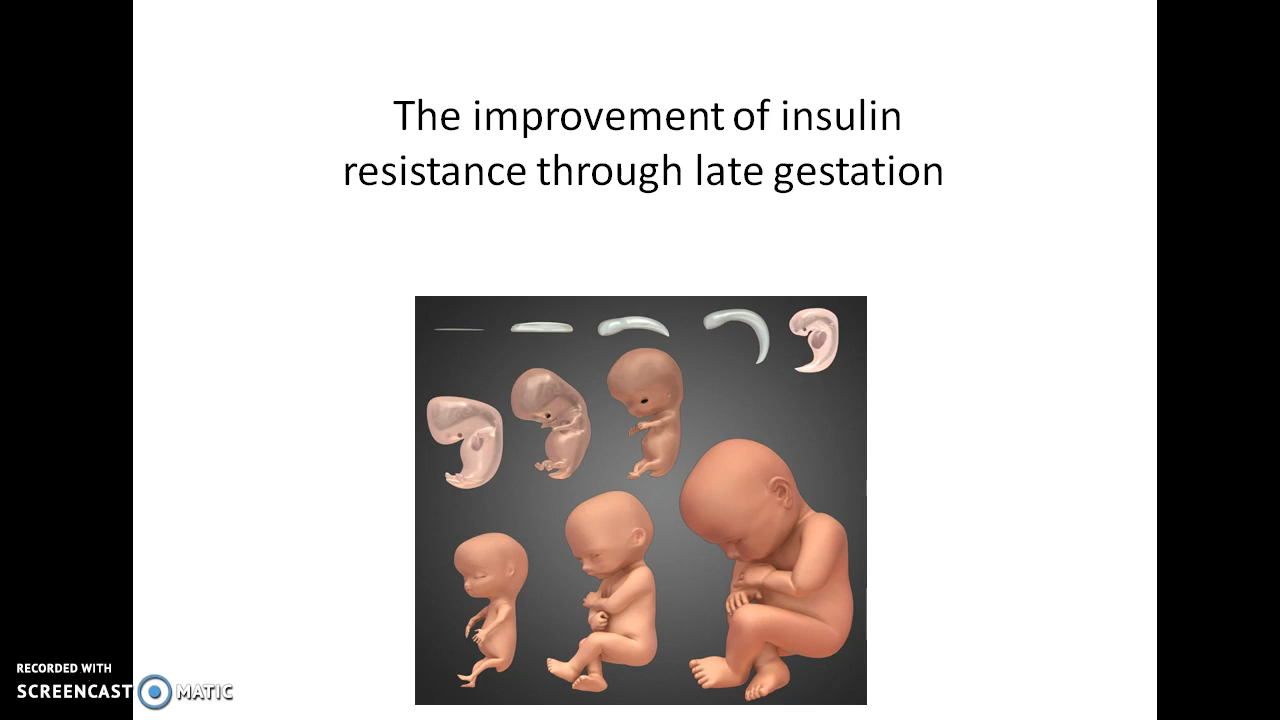 The improvement of insulin
resistance through late gestation
RECORDED WITH
SCREENCAST MATIC